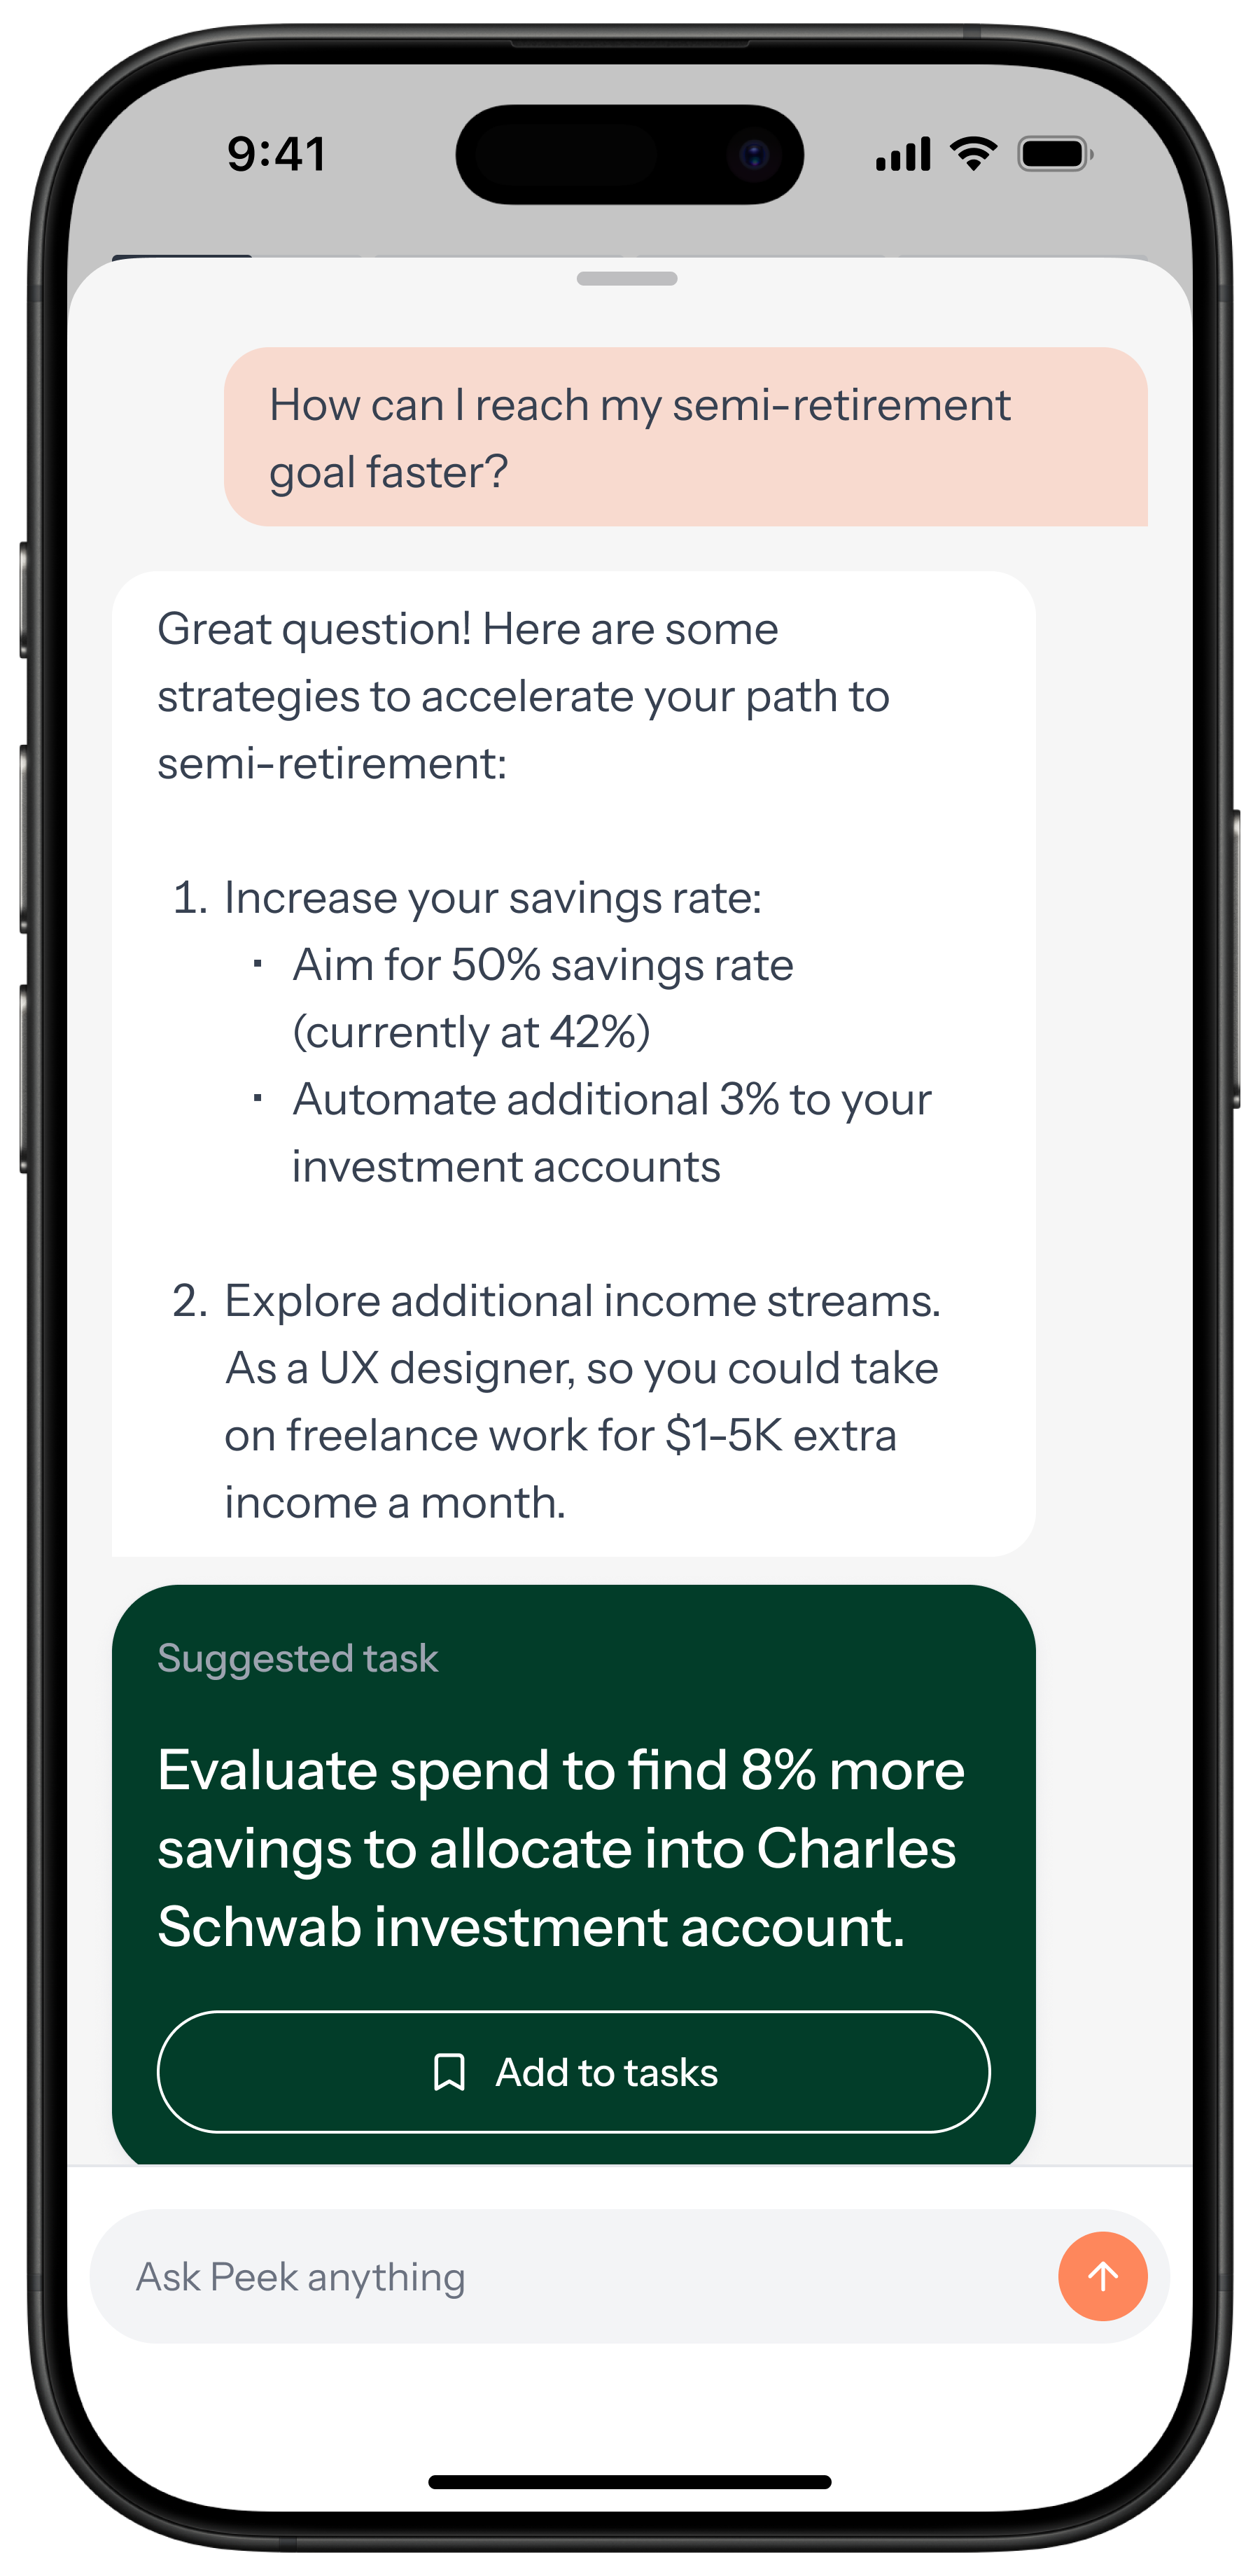 9:41
How can I reach my semi-retirement
goal faster?
Great question! Here are some
strategies to accelerate your path to
semi-retirement:
1. Increase your savings rate:
· Aim for 50% savings rate
(currently at 42%)
· Automate additional 3% to your
investment accounts
2. Explore additional income streams.
As a UX designer, so you could take
on freelance work for $1-5K extra
income a month.
Suggested task
Evaluate spend to find 8% more
savings to allocate into Charles
Schwab investment account.
Add to tasks
Ask Peek anything